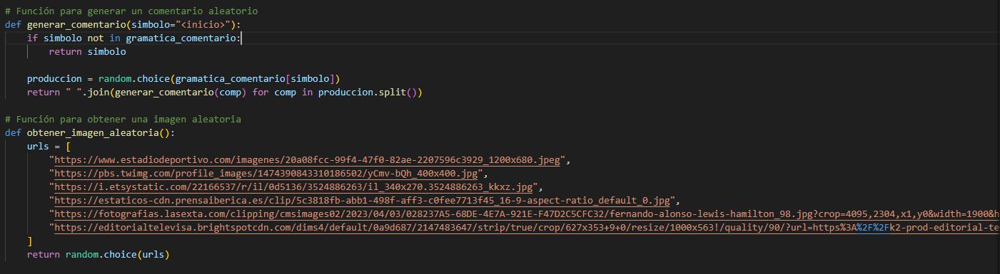 # Función para generar un comentario aleatorio
def generar_comentario(simbolo="<inicio>"):
    if simbolo not in gramatica_comentario:
        return simbolo

    produccion = random.choice(gramatica_comentario[simbolo])
    return " ".join(generar_comentario(comp) for comp in produccion.split())

# Función para obtener una imagen aleatoria
def obtener_imagen_aleatoria():
    urls = [
        "https://www.estadiodeportivo.com/imagenes/20a08fcc-99f4-47f0-82ae-2207596c3929_1200x680.jpeg",
        "https://pbs.twimg.com/profile_images/1474390843310186502/yCmv-bQh_400x400.jpg",
        "https://i.etsystatic.com/22166537/r/il/0d5136/3524886263/il_340x270.3524886263_kkxz.jpg",
        "https://estaticos-cdn.prensaiberica.es/clip/5c3818fb-abb1-498f-aff3-c0fee7713f45_16-9-aspect-ratio_default_0.jpg",
        "https://fotografias.lasexta.com/clipping/cmsimages02/2023/04/03/028237A5-68DE-4E7A-921E-F47D2C5CFC32/fernando-alonso-lewis-hamilton_98.jpg?crop=4095,2304,x1,y0&width=1900&h
        "https://editorialtelevisa.brightspotcdn.com/dims4/default/0a9d687/2147483647/strip/true/crop/627x353+9+0/resize/1000x563!/quality/90/?url=https%3A%2F%2Fk2-prod-editorial-te
    ]
    return random.choice(urls)